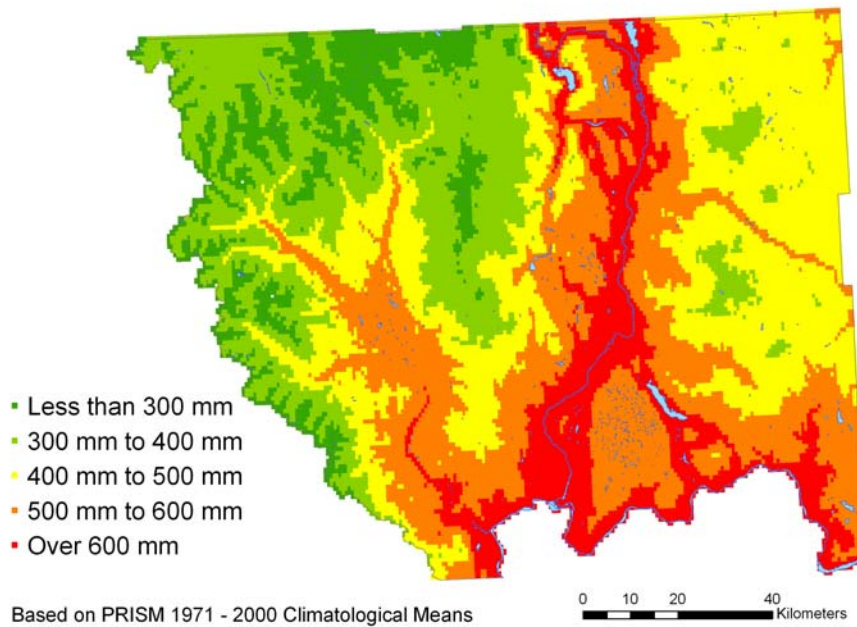 Less than 300 mm
300 mm to 400 mm
400 mm to 500 mm
500 mm to 600 mm
Over 600 mm
Based on PRISM 1971 - 2000 Climatological Means
0 5 10 20 40
Kilometers